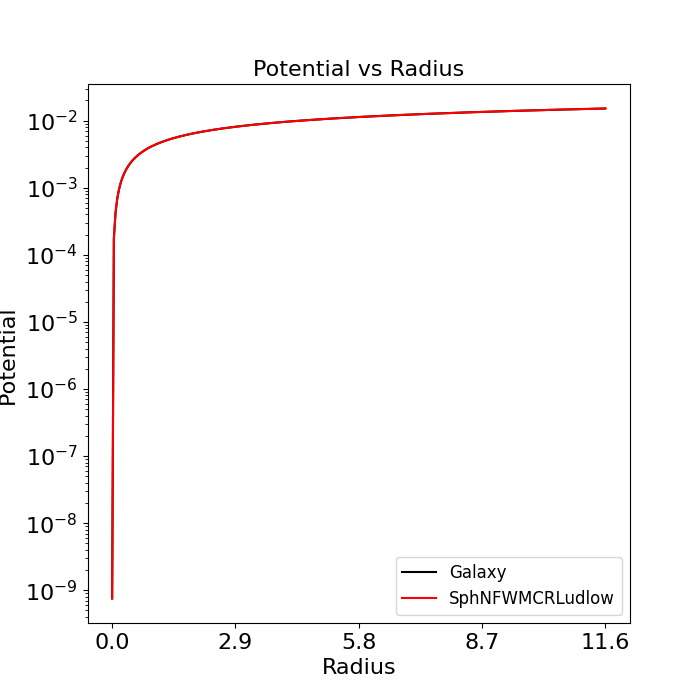 Potential vs Radius
Potential
10⁻²
10⁻³
10⁻⁴
10⁻⁵
10⁻⁶
10⁻⁷
10⁻⁸
10⁻⁹
Galaxy
SphNFWMCRLudlow
0.0 2.9 5.8 8.7 11.6
Radius